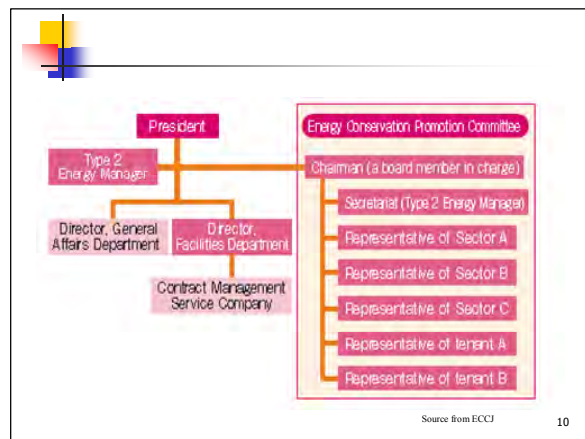 President
Type 2
Energy Manager
Director, General
Affairs Department
Director,
Facilities Department
Contract Management
Service Company
Energy Conservation Promotion Committee
Chairman (a board member in charge)
Secretariat (Type 2 Energy Manager)
Representative of Sector A
Representative of Sector B
Representative of Sector C
Representative of tenant A
Representative of tenant B
Source from ECCJ
10